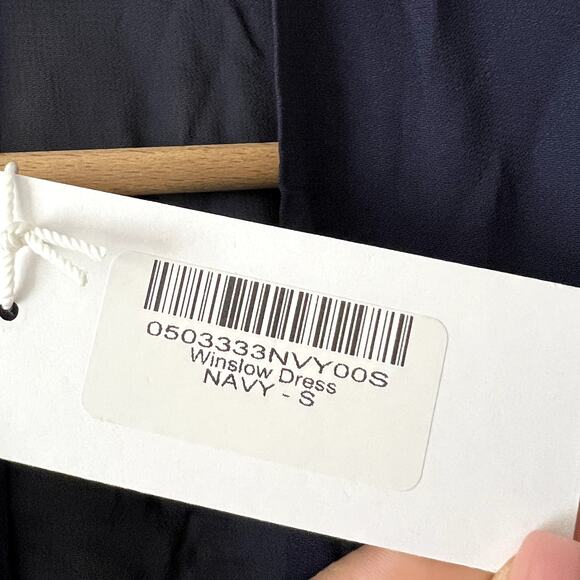 0503333NVY00S
Winslow Dress
NAVY - S